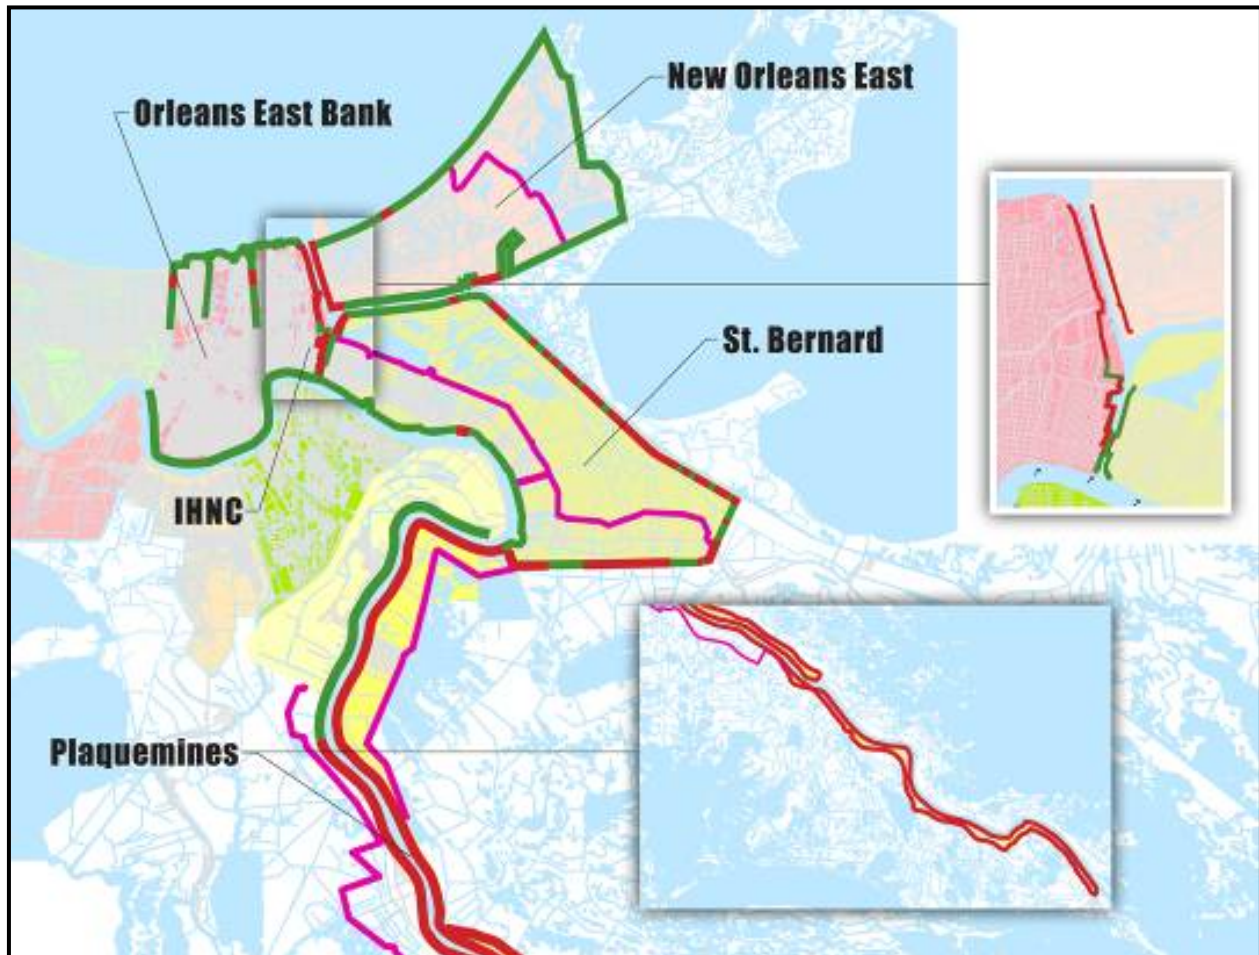 New Orleans East
Orleans East Bank
St. Bernard
IHNC
Plaquemines